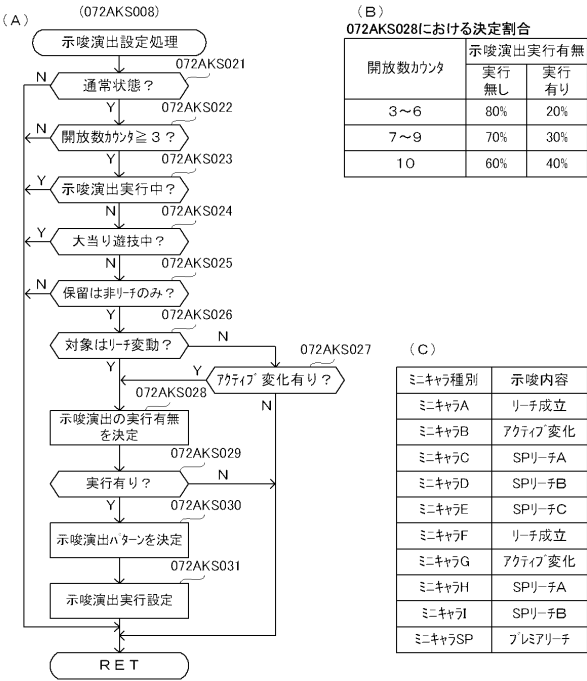 (A)
(072AKS008)
示唆演出設定処理
072AKS021
通常状態？
N
Y
072AKS022
開放数ｶｳﾝﾀ≧３？
N
Y
072AKS023
示唆演出実行中？
Y
N
072AKS024
大当り遊技中？
Y
N
072AKS025
保留は非ﾘｰﾁのみ？
N
Y
072AKS026
対象はﾘｰﾁ変動？
N
Y
072AKS027
ｱｸﾃｨﾌﾞ変化有り？
Y
N
072AKS028
示唆演出の実行有無
を決定
072AKS029
実行有り？
N
Y
072AKS030
示唆演出ﾊﾟﾀｰﾝを決定
072AKS031
示唆演出実行設定
ＲＥＴ
(B)
072AKS028における決定割合
開放数ｶｳﾝﾀ 示唆演出実行有無
実行 実行
無し 有り
３～６ 80% 20%
７～９ 70% 30%
１０ 60% 40%
(C)
ﾐﾆｷｬﾗ種別 示唆内容
ﾐﾆｷｬﾗA ﾘｰﾁ成立
ﾐﾆｷｬﾗB ｱｸﾃｨﾌﾞ変化
ﾐﾆｷｬﾗC SPﾘｰﾁA
ﾐﾆｷｬﾗD SPﾘｰﾁB
ﾐﾆｷｬﾗE SPﾘｰﾁC
ﾐﾆｷｬﾗF ﾘｰﾁ成立
ﾐﾆｷｬﾗG ｱｸﾃｨﾌﾞ変化
ﾐﾆｷｬﾗH SPﾘｰﾁA
ﾐﾆｷｬﾗI SPﾘｰﾁB
ﾐﾆｷｬﾗSP ﾌﾟﾚﾐｱﾘｰﾁ